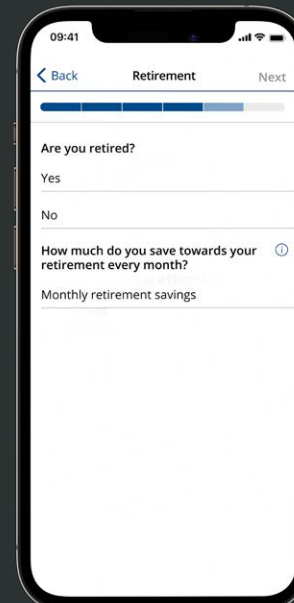 09:41
Back Retirement Next
Are you retired?
Yes
No
How much do you save towards your
retirement every month?
Monthly retirement savings